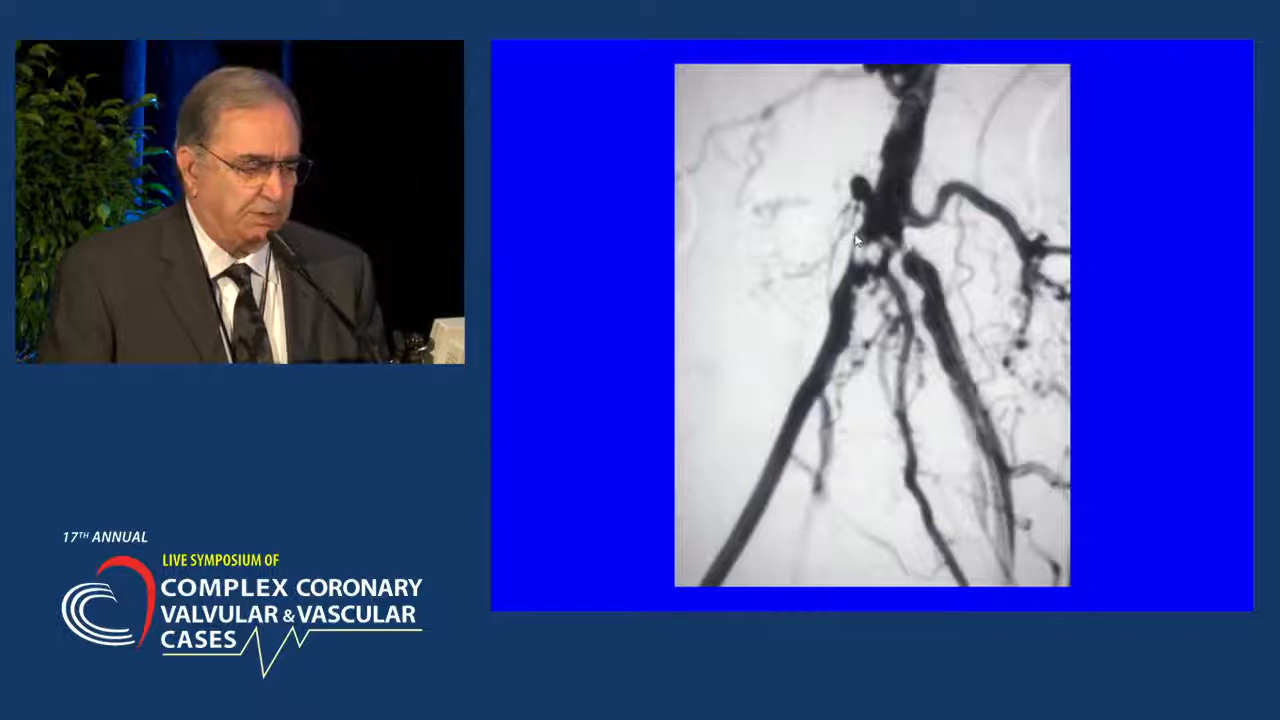 17TH ANNUAL
LIVE SYMPOSIUM OF
COMPLEX CORONARY
VALVULAR & VASCULAR
CASES